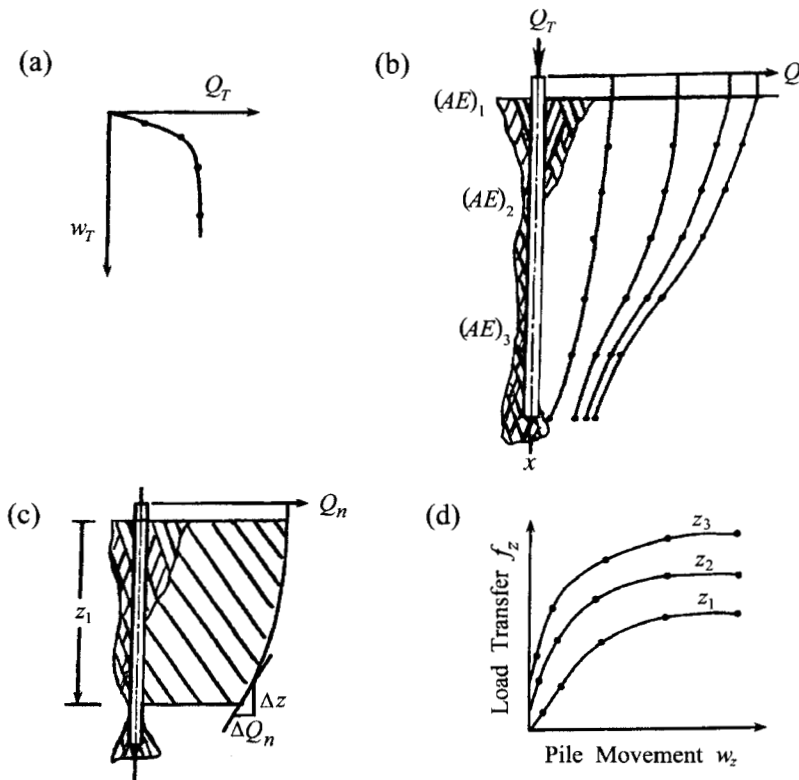 (a)
Q_T
w_T
(b)
Q_T
Q
(AE)_1
(AE)_2
(AE)_3
x
(c)
Q_n
z_1
Δz
ΔQ_n
(d)
Load Transfer f_z
z_3
z_2
z_1
Pile Movement w_z